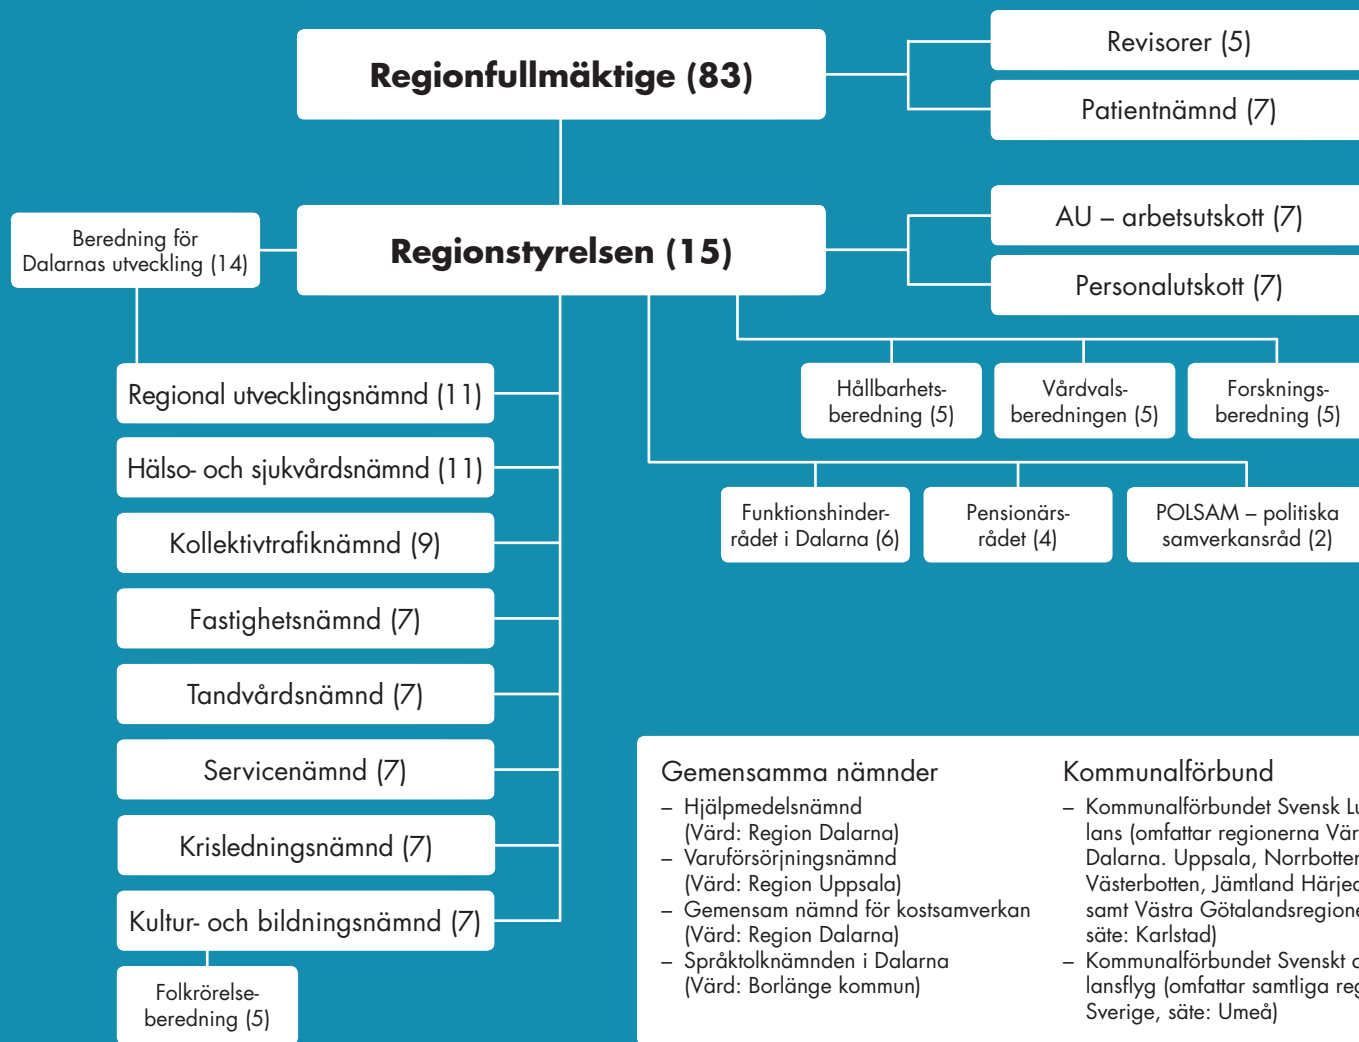 Regionfullmäktige (83)
Revisorer (5)
Patientnämnd (7)
Beredning för
Dalarnas utveckling (14)
Regionstyrelsen (15)
AU – arbetsutskott (7)
Personalutskott (7)
Hållbarhets-
beredning (5)
Vårdvals-
beredningen (5)
Forsknings-
beredning (5)
Funktionshinder-
rådet i Dalarna (6)
Pensionärs-
rådet (4)
POLSAM – politiska
samverkansråd (2)
Regional utvecklingsnämnd (11)
Hälso- och sjukvårdsnämnd (11)
Kollektivtrafiknämnd (9)
Fastighetsnämnd (7)
Tandvårdsnämnd (7)
Servicenämnd (7)
Krisledningsnämnd (7)
Kultur- och bildningsnämnd (7)
Folkrörelse-
beredning (5)
Gemensamma nämnder
– Hjälpmedelsnämnd
(Värd: Region Dalarna)
– Varuförsörjningsnämnd
(Värd: Region Uppsala)
– Gemensam nämnd för kostsamverkan
(Värd: Region Dalarna)
– Språktolknämnden i Dalarna
(Värd: Borlänge kommun)
Kommunalförbund
– Kommunalförbundet Svensk Lu
lans (omfattar regionerna Vär
Dalarna. Uppsala, Norrbotten
Västerbotten, Jämtland Härjed
samt Västra Götalandsregione
säte: Karlstad)
– Kommunalförbundet Svenskt
lansflyg (omfattar samtliga reg
Sverige, säte: Umeå)